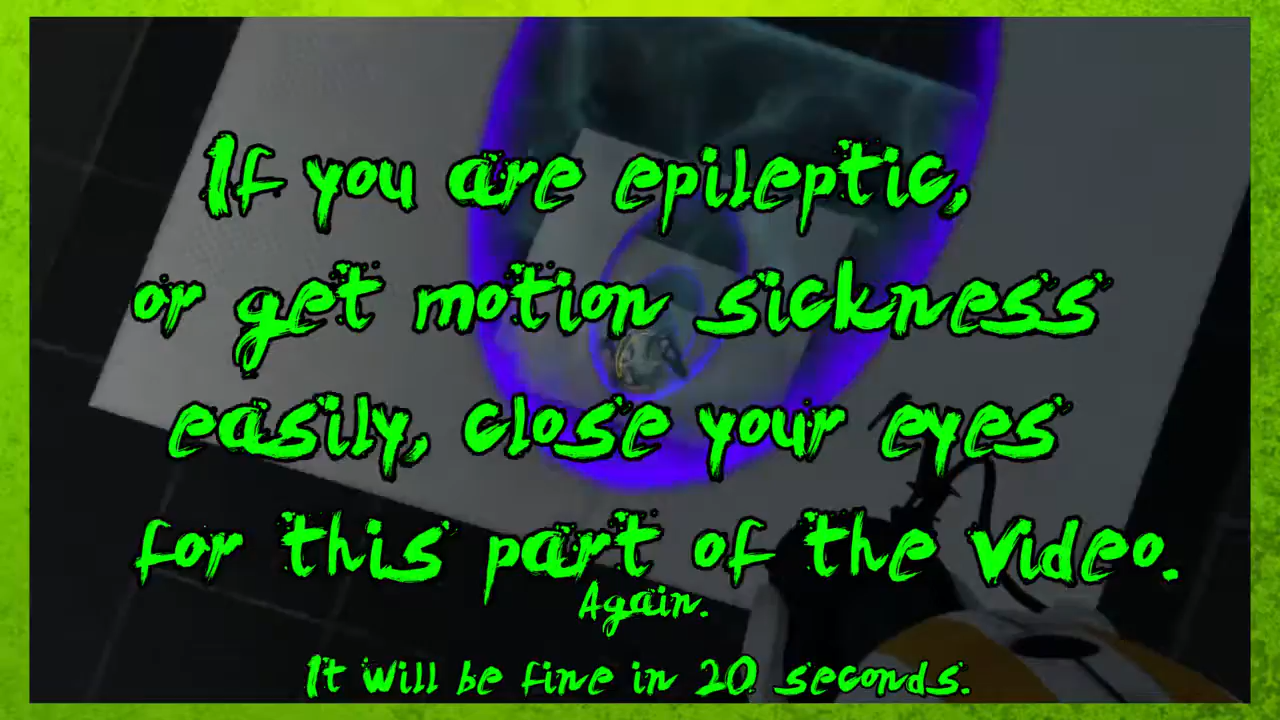 If you are epileptic,
or get motion sickness
easily, close your eyes
for this part of the video.
Again.
It will be fine in 20 seconds.